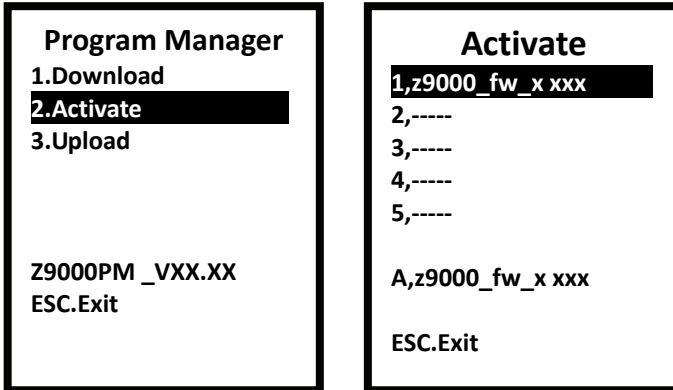 Program Manager
1.Download
2.Activate
3.Upload
Z9000PM _VXX.XX
ESC.Exit
Activate
1,z9000_fw_x xxx
2,-----
3,-----
4,-----
5,-----
A,z9000_fw_x xxx
ESC.Exit